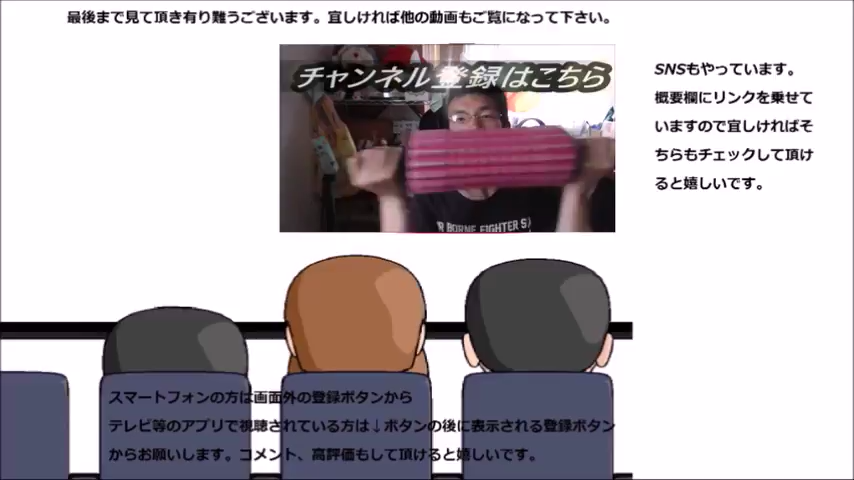 最後まで見て頂き有り難うございます。宜しければ他の動画もご覧になって下さい。
チャンネル登録はこちら
SNSもやっています。
概要欄にリンクを乗せて
いますので宜しければそ
ちらもチェックして頂け
ると嬉しいです。
R BORNE FIGHTER S
スマートフォンの方は画面外の登録ボタンから
テレビ等のアプリで視聴されている方は↓ボタンの後に表示される登録ボタン
からお願いします。コメント、高評価もして頂けると嬉しいです。